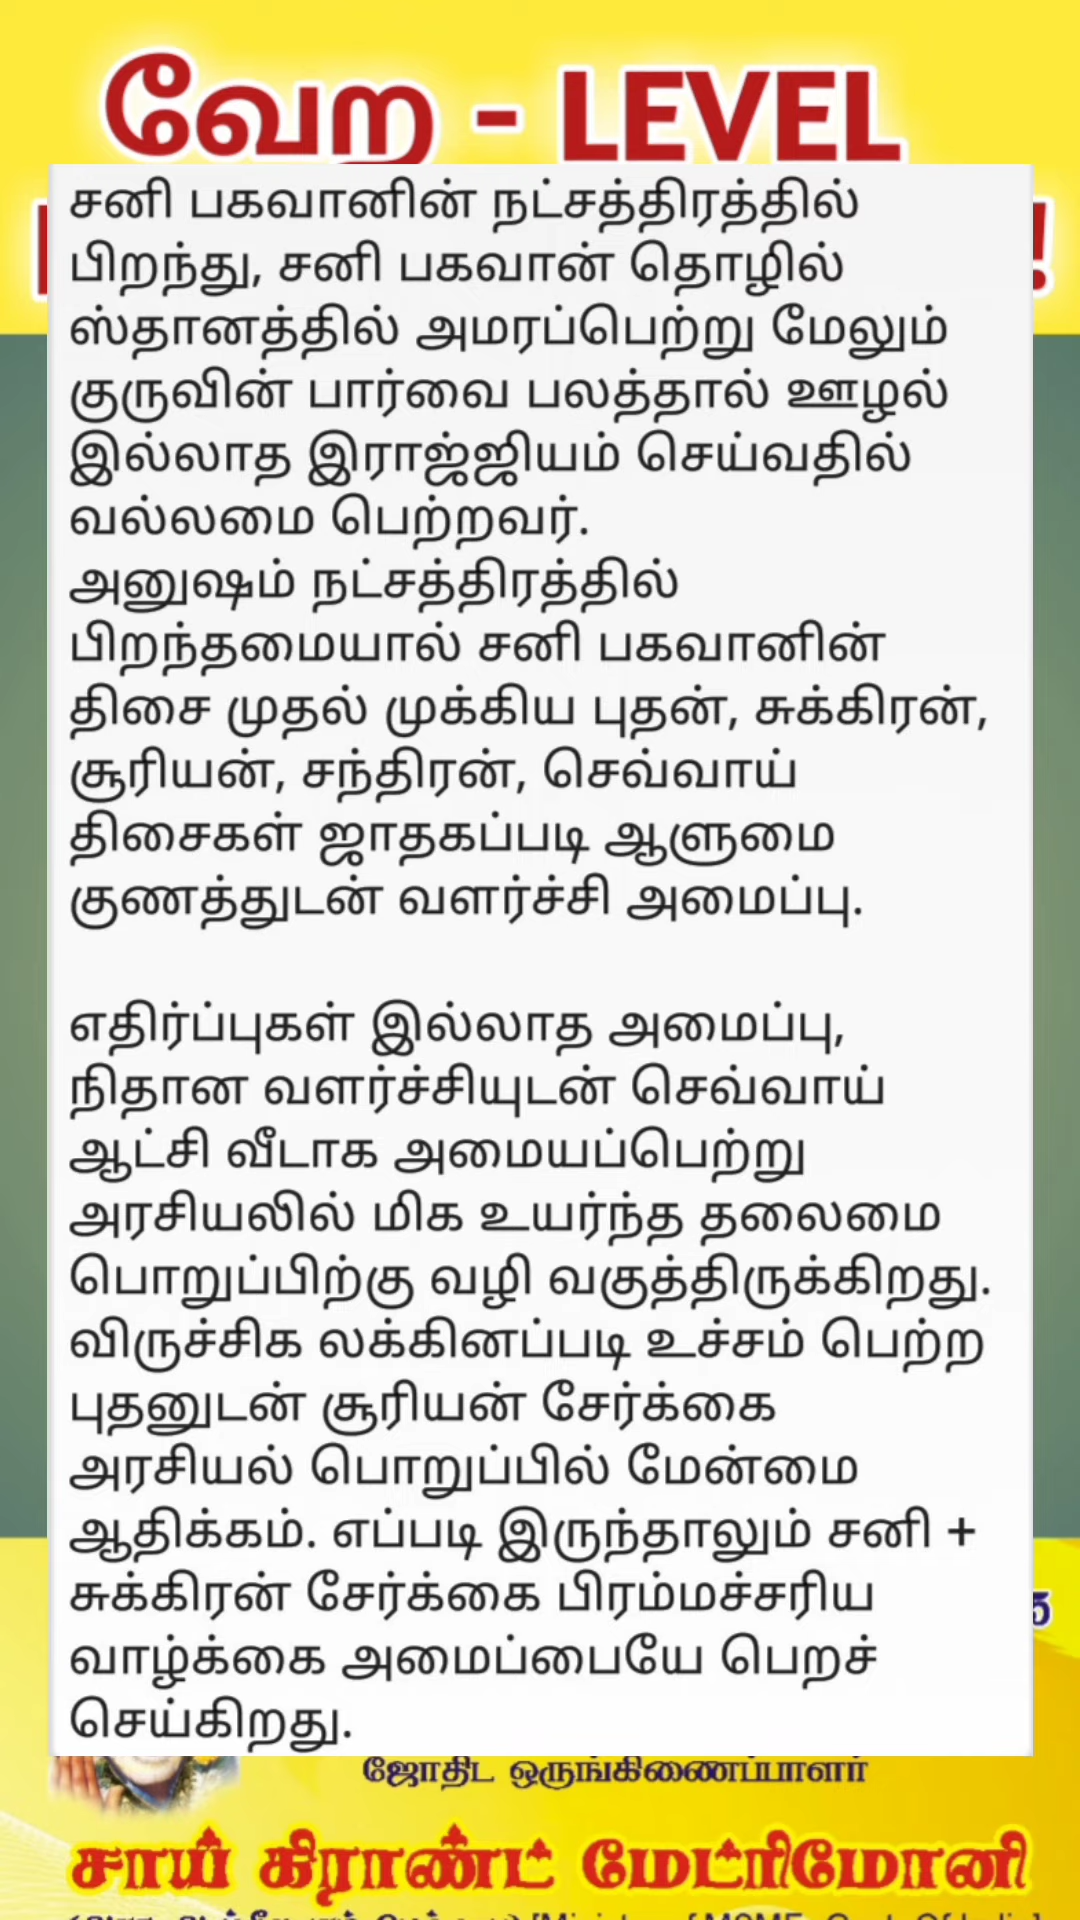 வேற - LEVEL
!
சனி பகவானின் நட்சத்திரத்தில்
பிறந்து, சனி பகவான் தொழில்
ஸ்தானத்தில் அமரப்பெற்று மேலும்
குருவின் பார்வை பலத்தால் ஊழல்
இல்லாத இராஜ்ஜியம் செய்வதில்
வல்லமை பெற்றவர்.
அனுஷம் நட்சத்திரத்தில்
பிறந்தமையால் சனி பகவானின்
திசை முதல் முக்கிய புதன், சுக்கிரன்,
சூரியன், சந்திரன், செவ்வாய்
திசைகள் ஜாதகப்படி ஆளுமை
குணத்துடன் வளர்ச்சி அமைப்பு.
எதிர்ப்புகள் இல்லாத அமைப்பு,
நிதான வளர்ச்சியுடன் செவ்வாய்
ஆட்சி வீடாக அமையப்பெற்று
அரசியலில் மிக உயர்ந்த தலைமை
பொறுப்பிற்கு வழி வகுத்திருக்கிறது.
விருச்சிக லக்கினப்படி உச்சம் பெற்ற
புதனுடன் சூரியன் சேர்க்கை
அரசியல் பொறுப்பில் மேன்மை
ஆதிக்கம். எப்படி இருந்தாலும் சனி +
சுக்கிரன் சேர்க்கை பிரம்மச்சரிய
வாழ்க்கை அமைப்பையே பெறச்
செய்கிறது.
ஜோதிட ஒருங்கிணைப்பாளர்
சாய் கிராண்ட் மேட்ரிமோனி